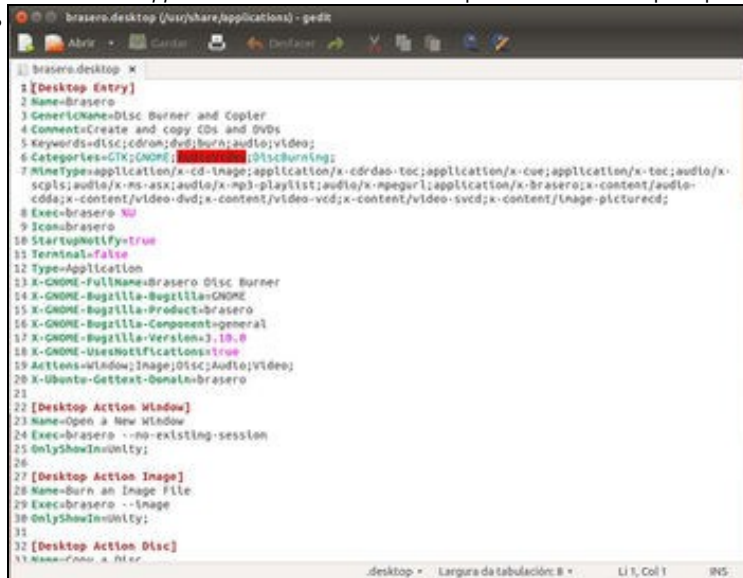 brasero.desktop (/usr/share/applications) - gedit
Abrir Gardar Desfacer
brasero.desktop ×
1 [Desktop Entry]
2 Name=Brasero
3 GenericName=Disc Burner and Copier
4 Comment=Create and copy CDs and DVDs
5 Keywords=disc;cdrom;dvd;burn;audio;video;
6 Categories=GTK;GNOME;AudioVideo;DiscBurning;
7 MimeType=application/x-cd-image;application/x-cdrdao-toc;application/x-cue;application/x-toc;audio/x-
scpls;audio/x-ms-asx;audio/x-mp3-playlist;audio/x-mpegurl;application/x-brasero;x-content/audio-
cdda;x-content/video-dvd;x-content/video-vcd;x-content/video-svcd;x-content/image-picturecd;
8 Exec=brasero %U
9 Icon=brasero
10 StartupNotify=true
11 Terminal=false
12 Type=Application
13 X-GNOME-FullName=Brasero Disc Burner
14 X-GNOME-Bugzilla-Bugzilla=GNOME
15 X-GNOME-Bugzilla-Product=brasero
16 X-GNOME-Bugzilla-Component=general
17 X-GNOME-Bugzilla-Version=3.10.0
18 X-GNOME-UsesNotifications=true
19 Actions=Window;Image;Disc;Audio;Video;
20 X-Ubuntu-Gettext-Domain=brasero
21
22 [Desktop Action Window]
23 Name=Open a New Window
24 Exec=brasero --no-existing-session
25 OnlyShowIn=Unity;
26
27 [Desktop Action Image]
28 Name=Burn an Image File
29 Exec=brasero --image
30 OnlyShowIn=Unity;
31
32 [Desktop Action Disc]
33 Name=Copy a Disc
.desktop Largura da tabulación: 8 Li 1, Col 1 INS